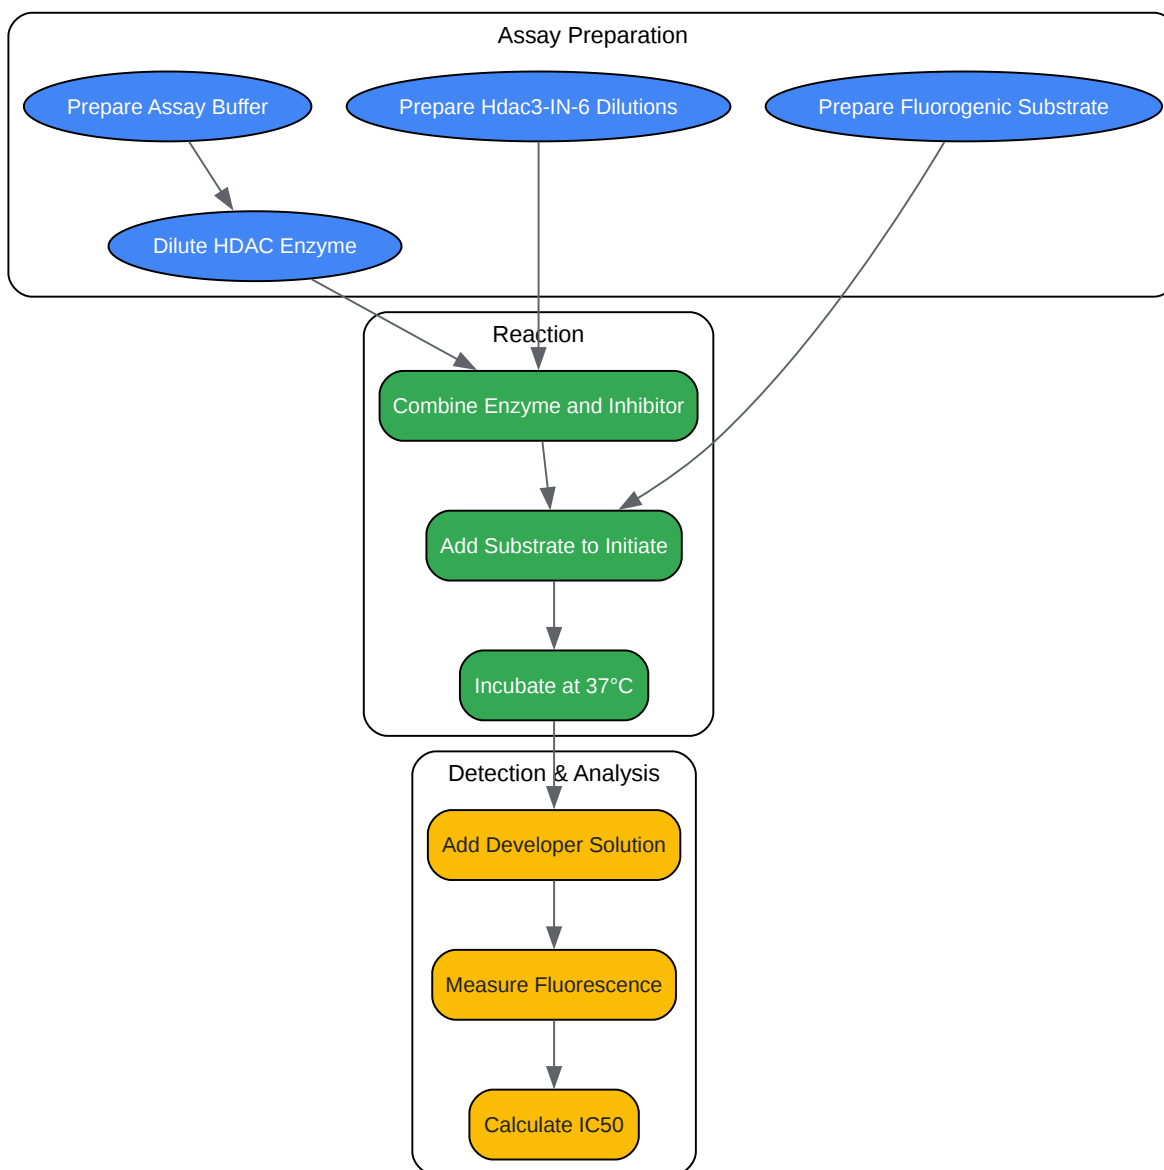 Assay Preparation
Prepare Assay Buffer
Prepare Hdac3-IN-6 Dilutions
Prepare Fluorogenic Substrate
Dilute HDAC Enzyme
Reaction
Combine Enzyme and Inhibitor
Add Substrate to Initiate
Incubate at 37°C
Detection & Analysis
Add Developer Solution
Measure Fluorescence
Calculate IC50